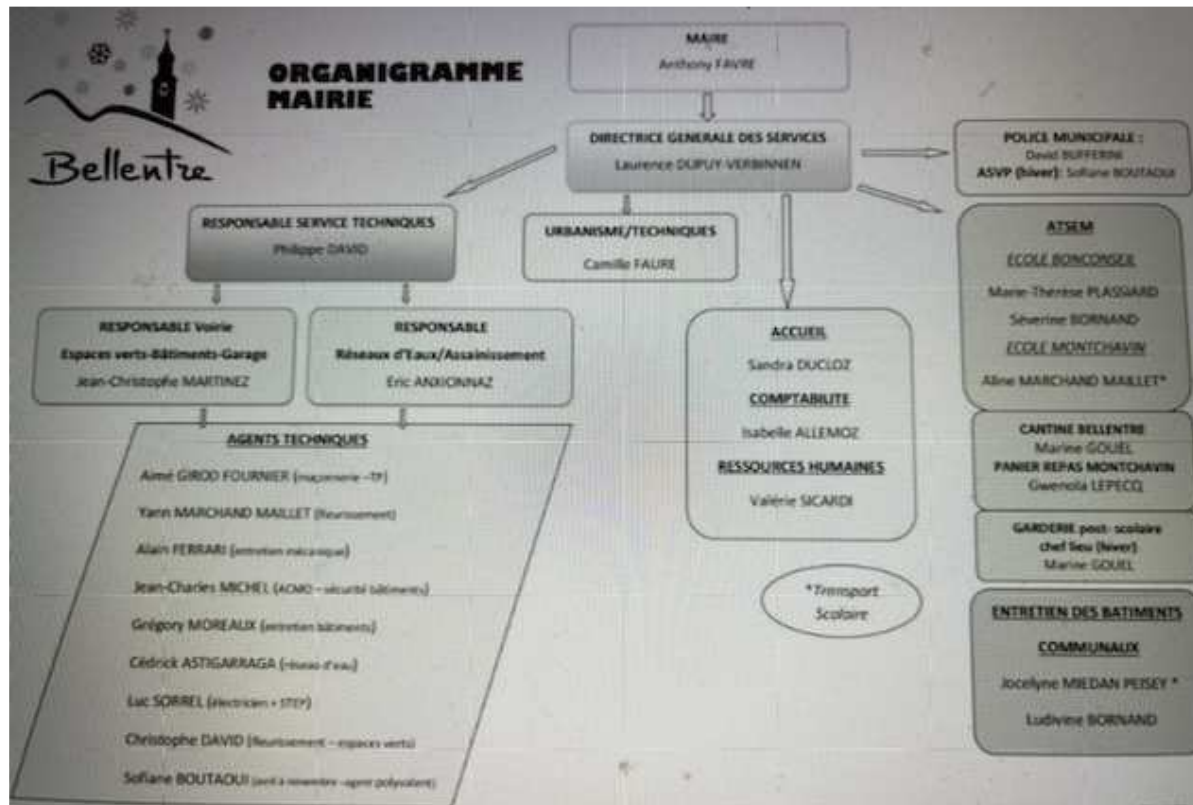 Bellentre
ORGANIGRAMME
MAIRIE
MAIRE
Anthony FAVRE
DIRECTRICE GENERALE DES SERVICES
Laurence DUPUY-VERBINNEN
POLICE MUNICIPALE :
David BUFFERINI
ASVP (hiver): Sofiane BOUTAOUI
RESPONSABLE SERVICE TECHNIQUES
Philippe DAVID
URBANISME/TECHNIQUES
Camille FAURE
ATSEM
ECOLE BONCONSEIL
Marie-Thérèse PLASSIARD
Séverine BORNAND
ECOLE MONTCHAVIN
Aline MARCHAND MAILLET*
RESPONSABLE Voirie
Espaces verts-Bâtiments-Garage
Jean-Christophe MARTINEZ
RESPONSABLE
Réseaux d'Eaux/Assainissement
Eric ANXIONNAZ
ACCUEIL
Sandra DUCLOZ
COMPTABILITE
Isabelle ALLEMOZ
RESSOURCES HUMAINES
Valérie SICARDI
AGENTS TECHNIQUES
Aimé GIROD FOURNIER (maçonnerie –TP)
Yann MARCHAND MAILLET (fleurissement)
Alain FERRARI (entretien mécanique)
Jean-Charles MICHEL (ACMO – sécurité bâtiments)
Grégory MOREAUX (entretien bâtiments)
Cédrick ASTIGARRAGA (réseau d'eau)
Luc SORREL (électricien + STEP)
Christophe DAVID (fleurissement – espaces verts)
Sofiane BOUTAOUI (avril à novembre -agent polyvalent)
CANTINE BELLENTRE
Marine GOUEL
PANIER REPAS MONTCHAVIN
Gwenola LEPECQ
GARDERIE post- scolaire
chef lieu (hiver)
Marine GOUEL
*Transport
Scolaire
ENTRETIEN DES BATIMENTS
COMMUNAUX
Jocelyne MIEDAN PEISEY *
Ludivine BORNAND